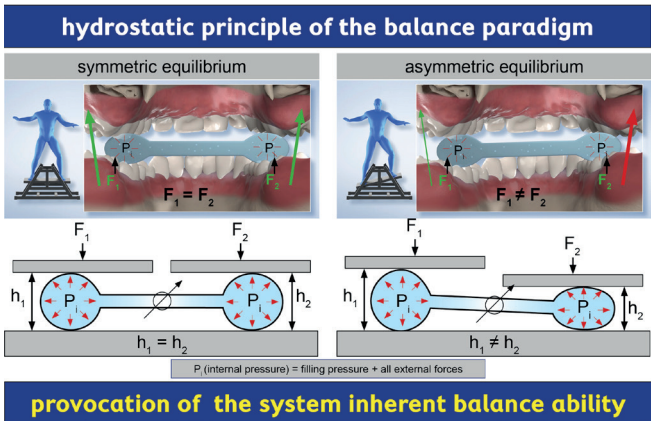 hydrostatic principle of the balance paradigm
symmetric equilibrium
asymmetric equilibrium
Pi
Pi
F1
F2
F1 = F2
Pi
Pi
F1
F2
F1 ≠ F2
F1
F2
F1
F2
h1
Pi
Pi
h2
h1 = h2
h1
Pi
Pi
h2
h1 ≠ h2
Pi (internal pressure) = filling pressure + all external forces
provocation of the system inherent balance ability